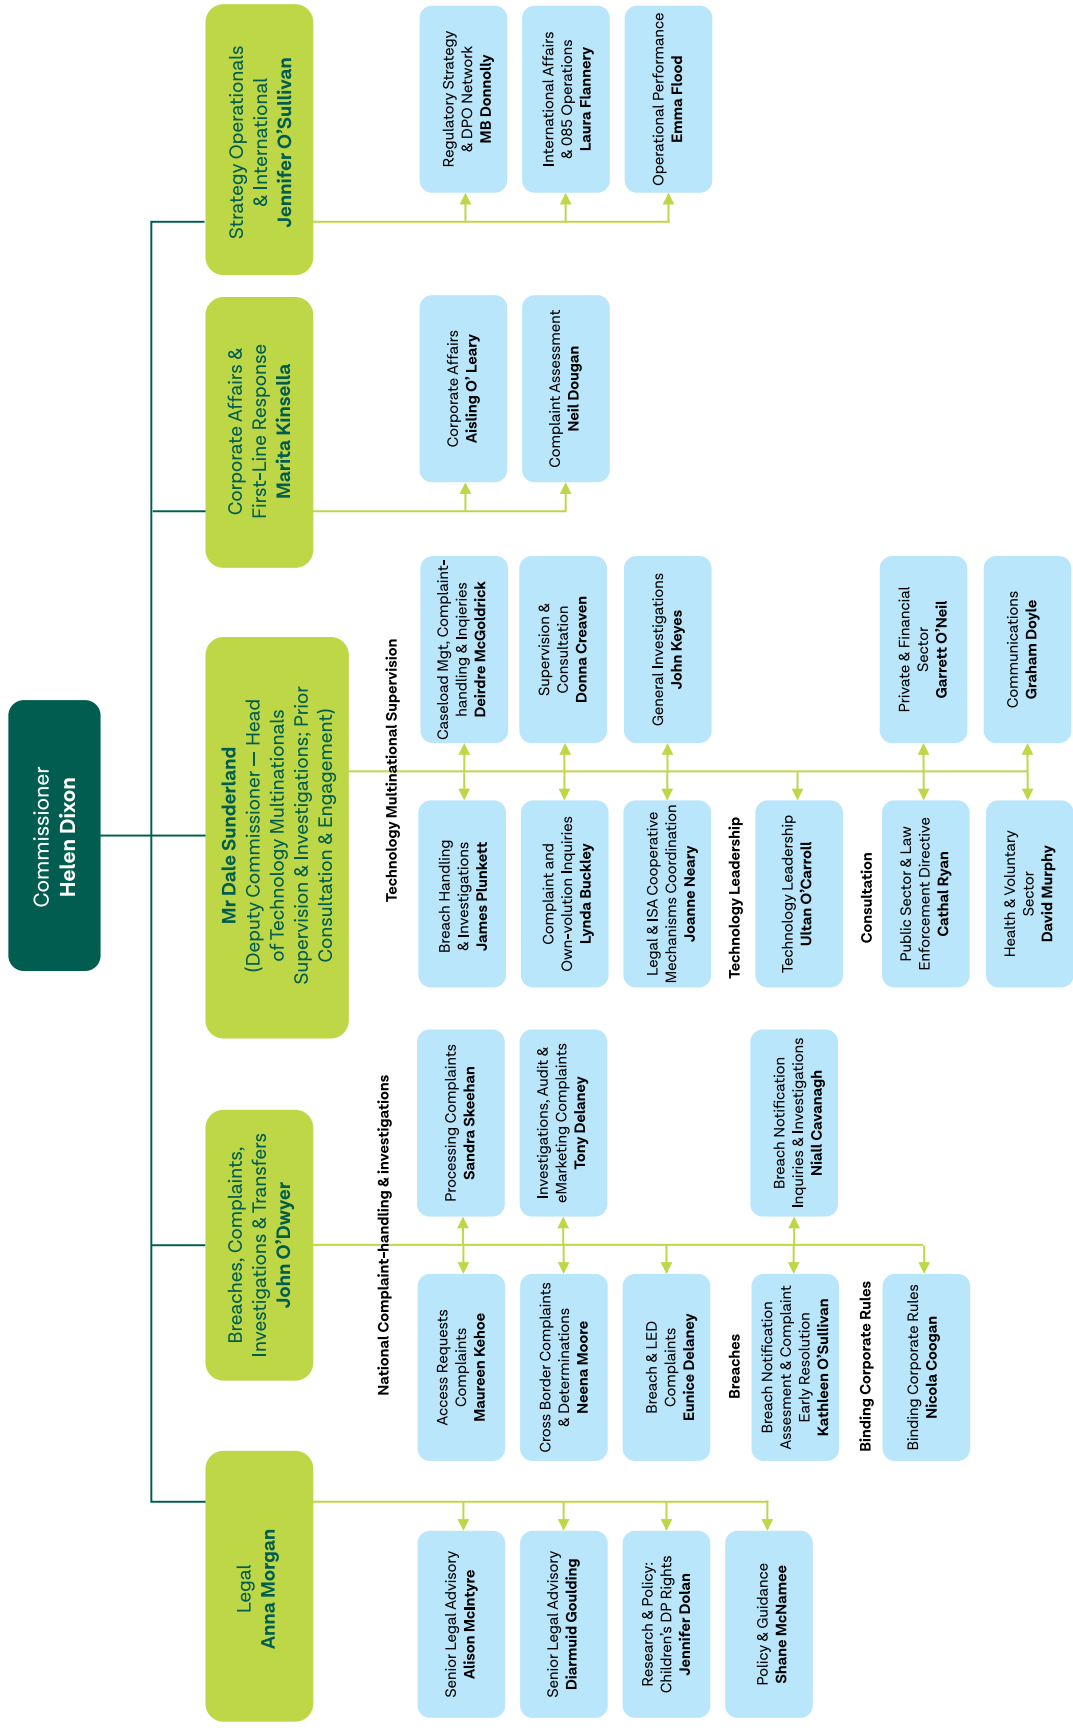 Commissioner
Helen Dixon
Legal
Anna Morgan
Senior Legal Advisory
Alison McIntyre
Senior Legal Advisory
Diarmuid Goulding
Research & Policy:
Children's DP Rights
Jennifer Dolan
Policy & Guidance
Shane McNamee
Breaches, Complaints,
Investigations & Transfers
John O'Dwyer
National Complaint-handling & investigations
Access Requests
Complaints
Maureen Kehoe
Processing Complaints
Sandra Skeehan
Cross Border Complaints
& Determinations
Neena Moore
Investigations, Audit &
eMarketing Complaints
Tony Delaney
Breach & LED
Complaints
Eunice Delaney
Breaches
Breach Notification
Assesment & Complaint
Early Resolution
Kathleen O'Sullivan
Breach Notification
Inquiries & Investigations
Niall Cavanagh
Binding Corporate Rules
Binding Corporate Rules
Nicola Coogan
Mr Dale Sunderland
(Deputy Commissioner — Head
of Technology Multinationals
Supervision & Investigations; Prior
Consultation & Engagement)
Technology Multinational Supervision
Breach Handling
& Investigations
James Plunkett
Caseload Mgt, Complaint-
handling & Inqieries
Deirdre McGoldrick
Complaint and
Own-volution Inquiries
Lynda Buckley
Supervision &
Consultation
Donna Creaven
Legal & ISA Cooperative
Mechanisms Coordination
Joanne Neary
General Investigations
John Keyes
Technology Leadership
Technology Leadership
Ultan O'Carroll
Consultation
Public Sector & Law
Enforcement Directive
Cathal Ryan
Private & Financial
Sector
Garrett O'Neil
Health & Voluntary
Sector
David Murphy
Communications
Graham Doyle
Corporate Affairs &
First-Line Response
Marita Kinsella
Corporate Affairs
Aisling O' Leary
Complaint Assessment
Neil Dougan
Strategy Operationals
& International
Jennifer O'Sullivan
Regulatory Strategy
& DPO Network
MB Donnolly
International Affairs
& 085 Operations
Laura Flannery
Operational Performance
Emma Flood